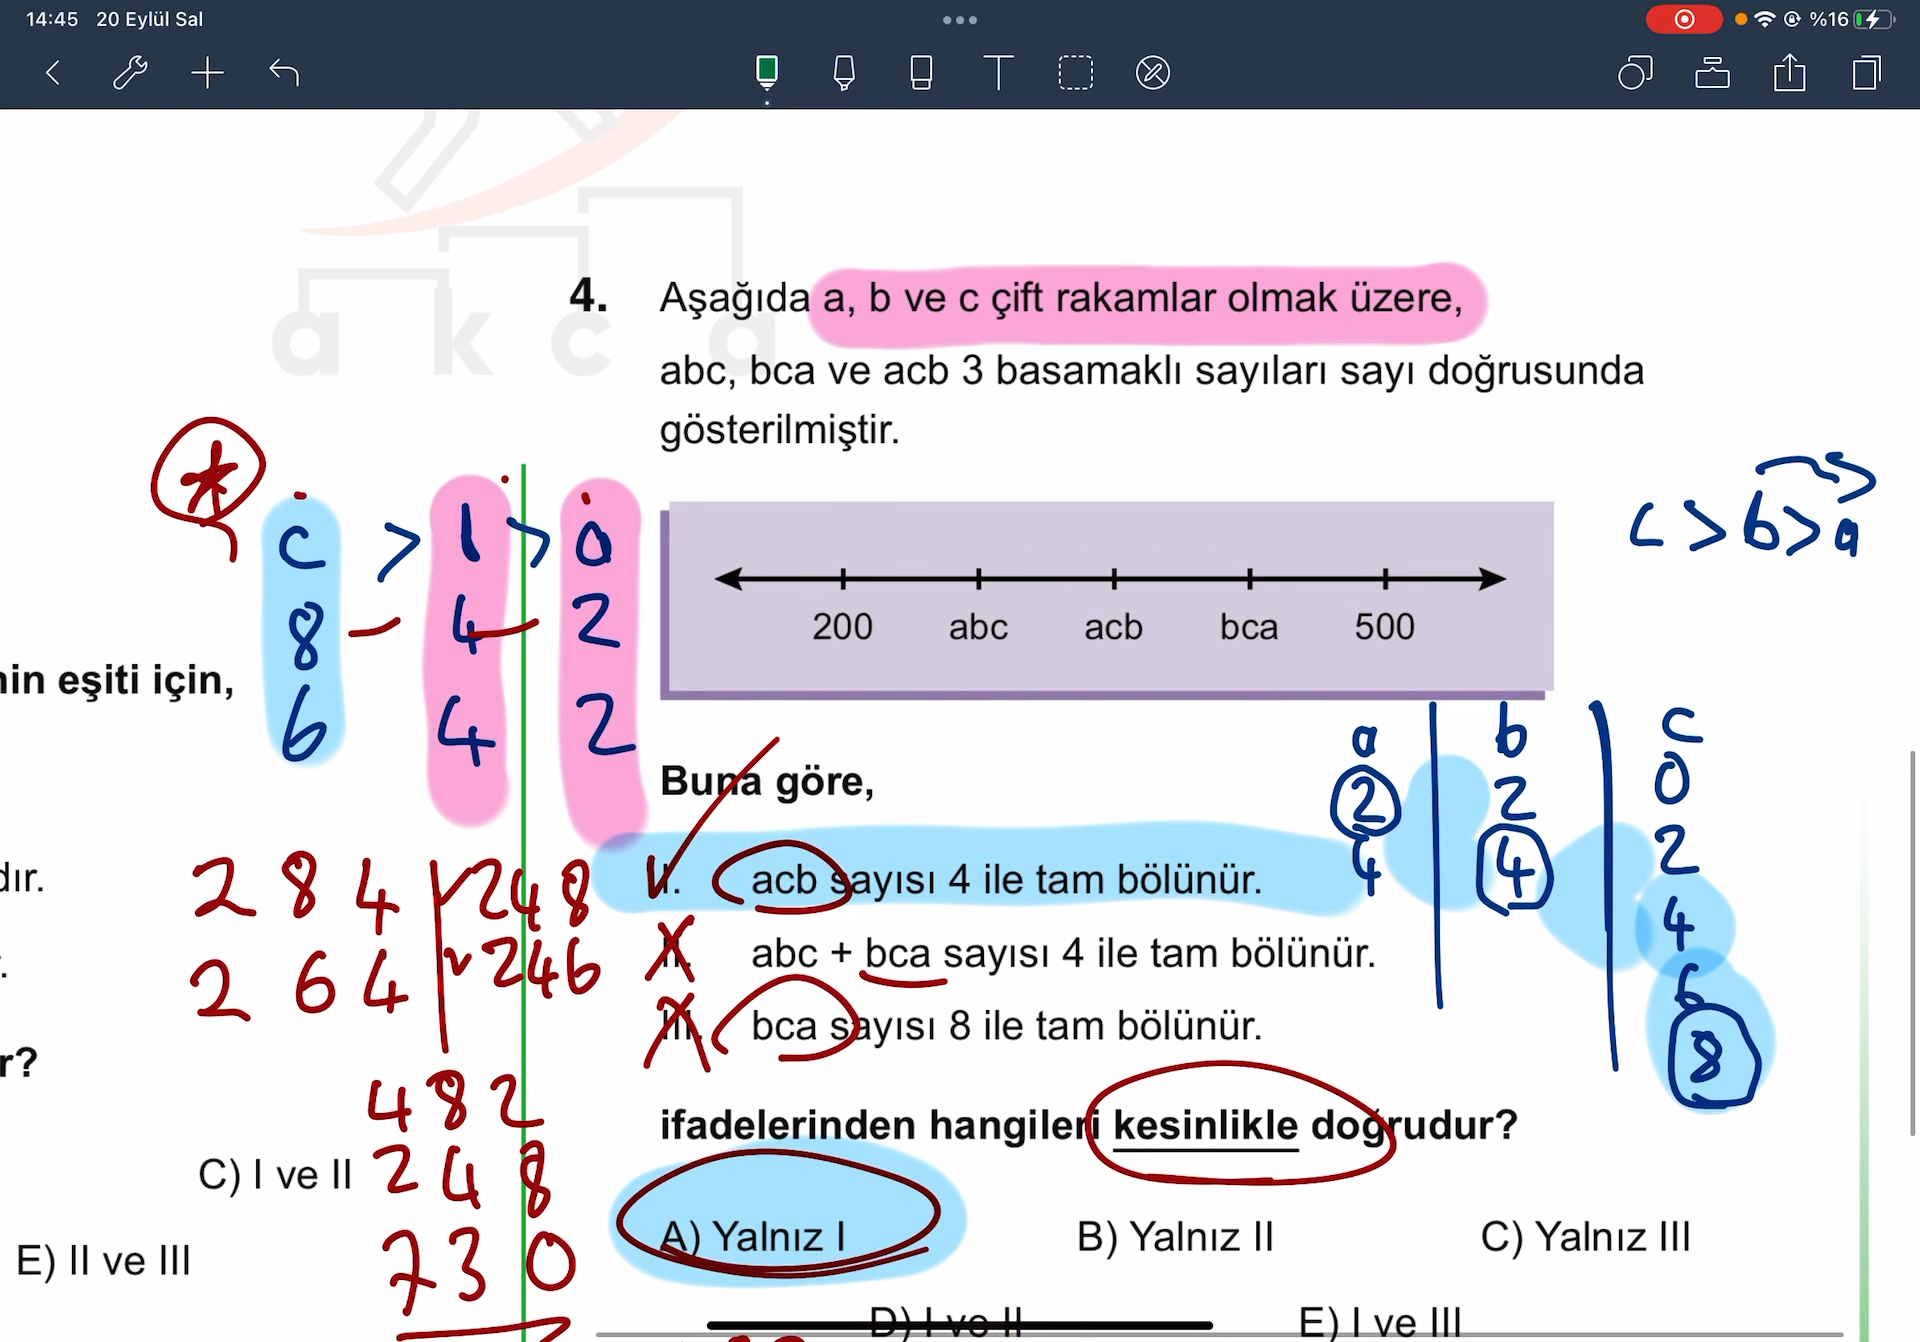 14:45 20 Eylül Sal
%16
akca
4. Aşağıda a, b ve c çift rakamlar olmak üzere,
abc, bca ve acb 3 basamaklı sayıları sayı doğrusunda
gösterilmiştir.
c > b > a
c > b > a
8 - 4 - 2
6 4 2
200 abc acb bca 500
nin eşiti için,
a b c
2 2 0
4 4 2
4
6
8
Buna göre,
dır.
284 248
264 246
I. acb sayısı 4 ile tam bölünür.
II. abc + bca sayısı 4 ile tam bölünür.
III. bca sayısı 8 ile tam bölünür.
r?
ifadelerinden hangileri kesinlikle doğrudur?
482
248
730
C) I ve II
E) II ve III
A) Yalnız I B) Yalnız II C) Yalnız III
D) I ve II E) I ve III